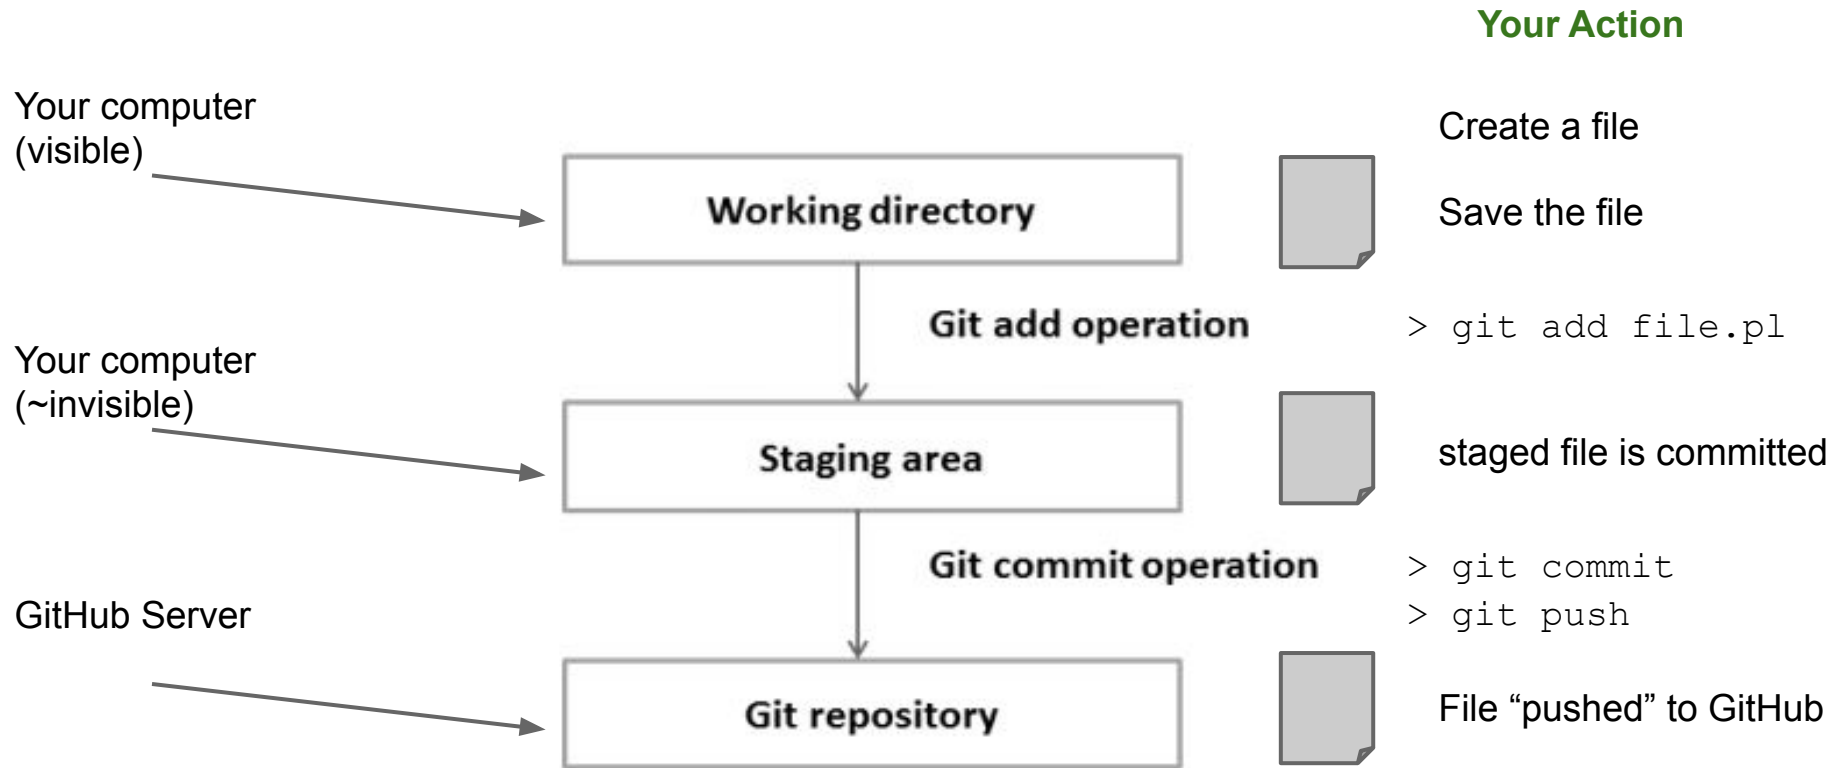 Your Action
Your computer
(visible)
Create a file
Working directory
Save the file
Git add operation
> git add file.pl
Your computer
(~invisible)
Staging area
staged file is committed
Git commit operation
> git commit
> git push
GitHub Server
Git repository
File “pushed” to GitHub